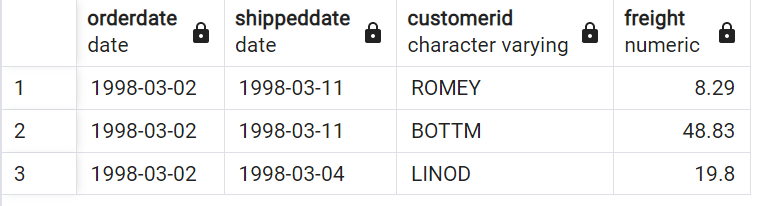 orderdate shippeddate customerid freight
date date character varying numeric
1 1998-03-02 1998-03-11 ROMEY 8.29
2 1998-03-02 1998-03-11 BOTTM 48.83
3 1998-03-02 1998-03-04 LINOD 19.8